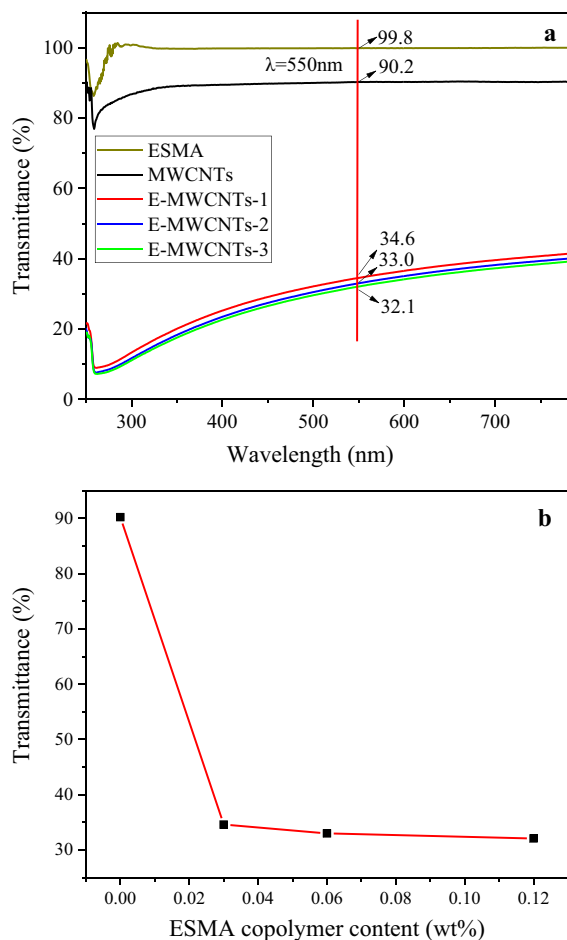 a
100
99.8
λ=550nm
90.2
80
ESMA
MWCNTs
60
E-MWCNTs-1
E-MWCNTs-2
E-MWCNTs-3
40
34.6
33.0
32.1
20
0
Transmittance (%)
300 400 500 600 700
Wavelength (nm)
b
90
80
70
60
50
40
30
Transmittance (%)
0.00 0.02 0.04 0.06 0.08 0.10 0.12
ESMA copolymer content (wt%)